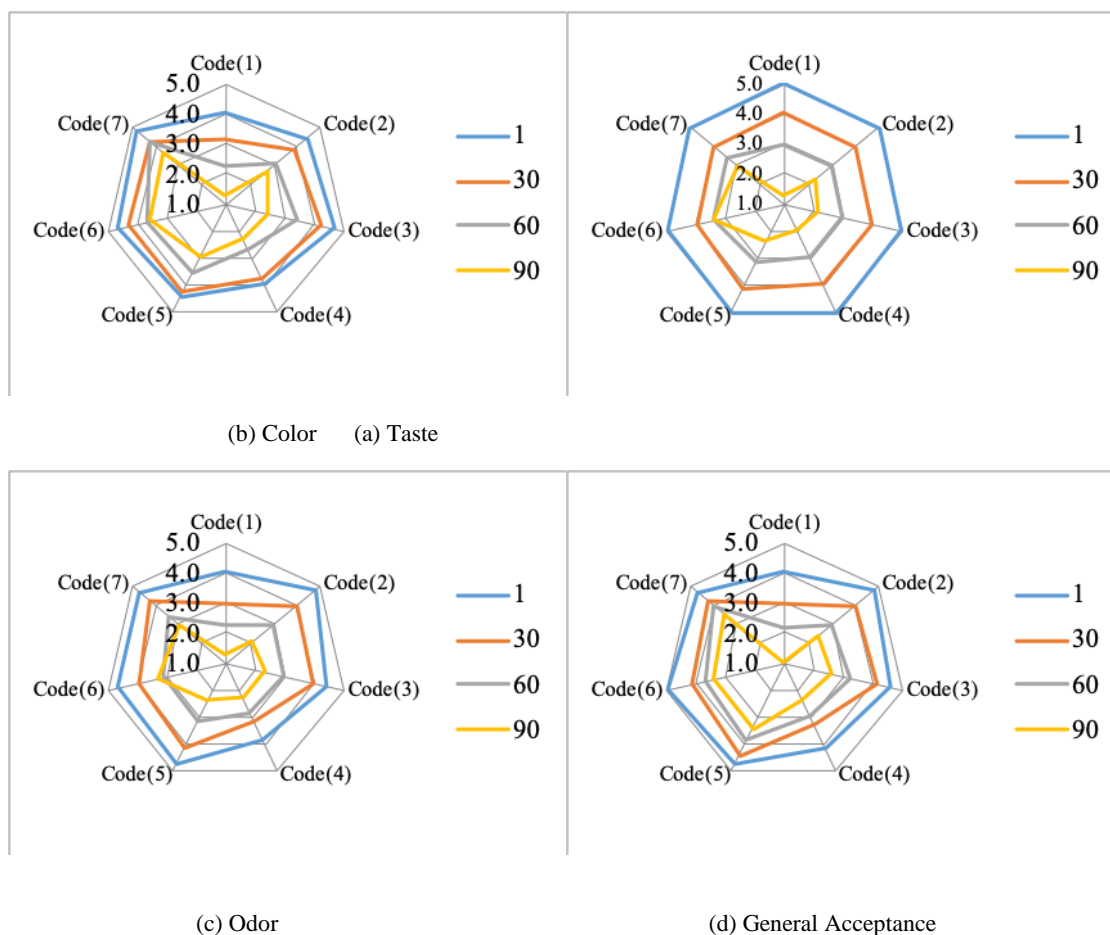 Code(1)
5.0
4.0
3.0
2.0
1.0
Code(2)
Code(3)
Code(4)
Code(5)
Code(6)
Code(7)
1
30
60
90
Code(1)
5.0
4.0
3.0
2.0
1.0
Code(2)
Code(3)
Code(4)
Code(5)
Code(6)
Code(7)
1
30
60
90
(b) Color (a) Taste
Code(1)
5.0
4.0
3.0
2.0
1.0
Code(2)
Code(3)
Code(4)
Code(5)
Code(6)
Code(7)
1
30
60
90
Code(1)
5.0
4.0
3.0
2.0
1.0
Code(2)
Code(3)
Code(4)
Code(5)
Code(6)
Code(7)
1
30
60
90
(c) Odor
(d) General Acceptance